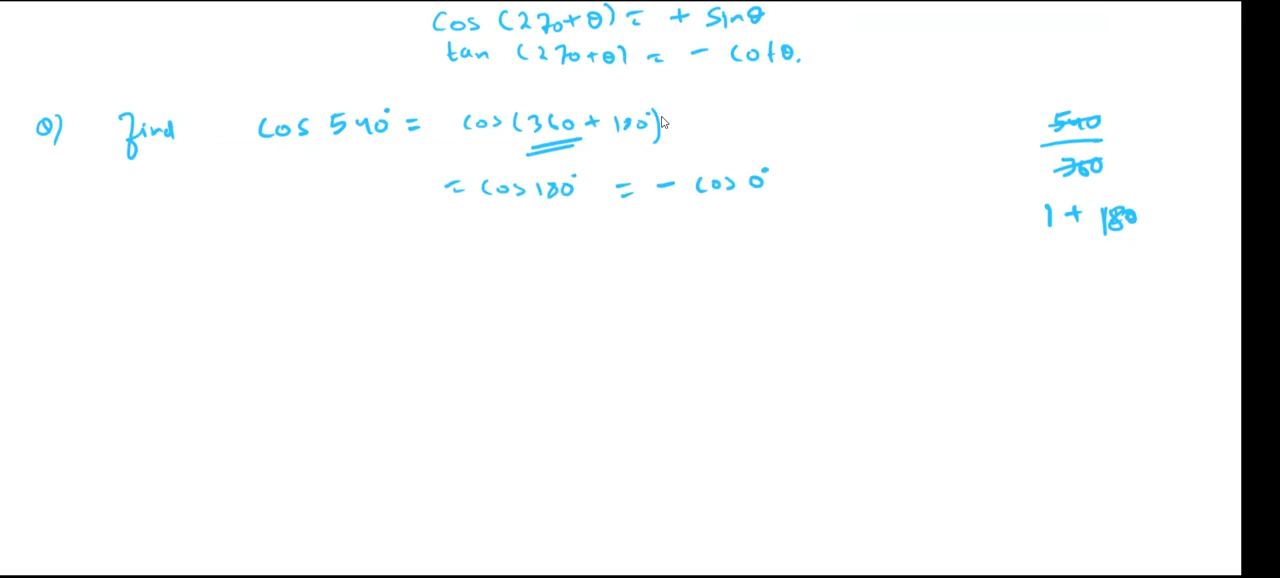 cos (270+θ) = + sinθ
tan (270+θ) = - cotθ.
Q) find cos 540° = cos(360 + 180°)
= cos 180° = - cos 0°
540
360
1 + 180